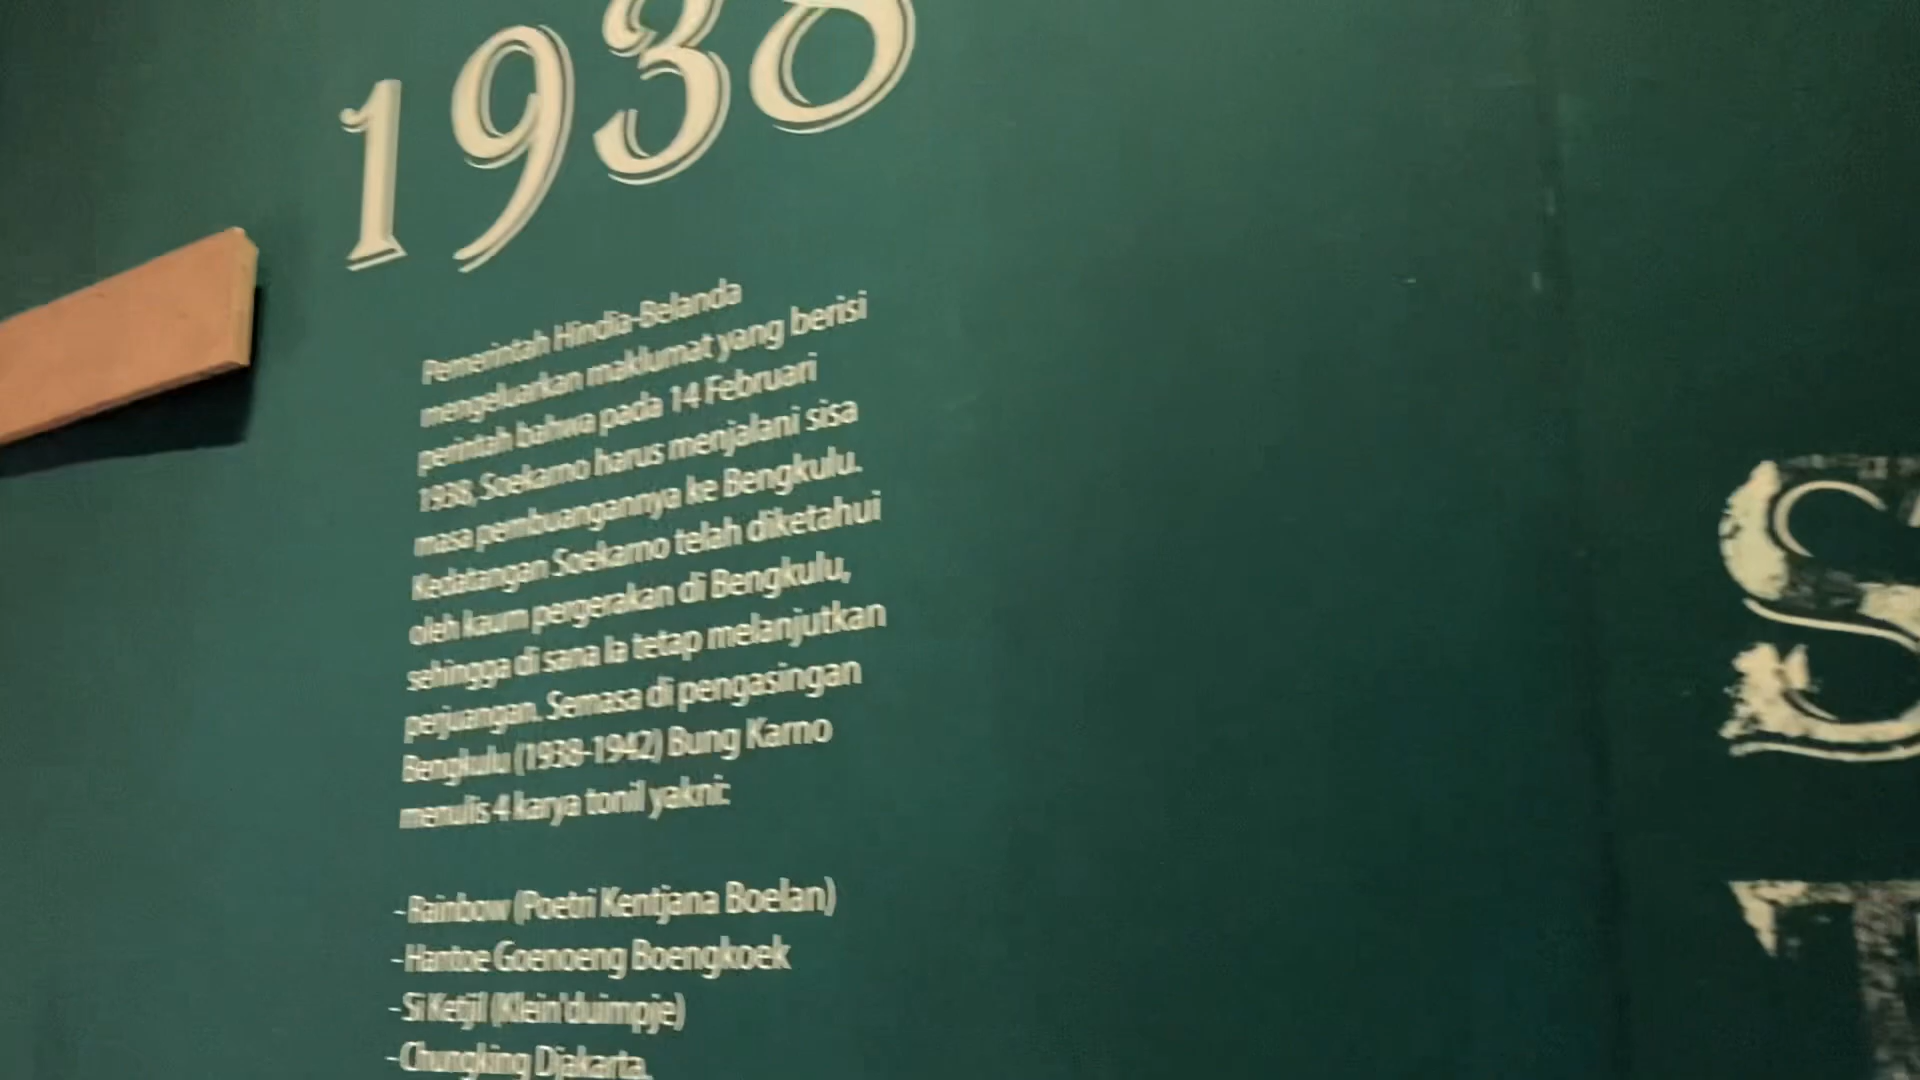 1938
Pemerintah Hindia-Belanda
mengeluarkan maklumat yang berisi
perintah bahwa pada 14 Februari
1938, Soekarno harus menjalani sisa
masa pembuangannya ke Bengkulu.
Kedatangan Soekarno telah diketahui
oleh kaum pergerakan di Bengkulu,
sehingga di sana Ia tetap melanjutkan
perjuangan. Semasa di pengasingan
Bengkulu (1938-1942) Bung Karno
menulis 4 karya tonil yakni:
- Rainbow (Poetri Kentjana Boelan)
- Hantoe Goenoeng Boengkoek
- Si Ketjil (Klein'duimpje)
- Chungking Djakarta.
S
T